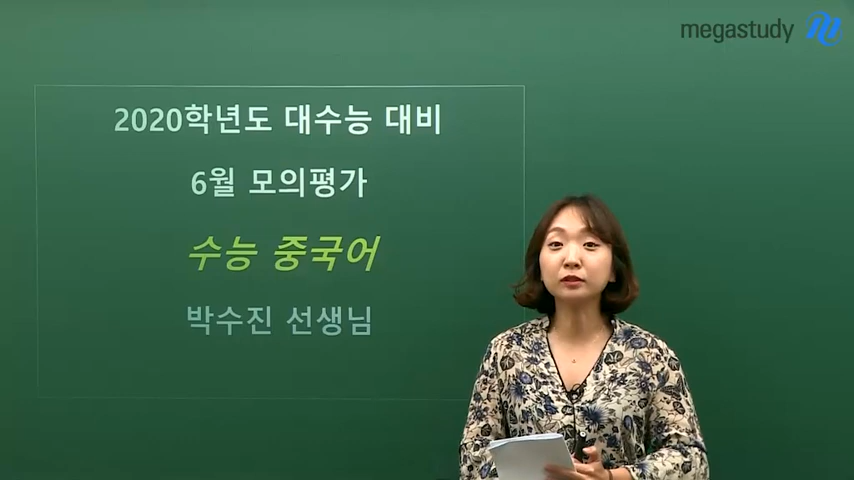 megastudy
2020학년도 대수능 대비
6월 모의평가
수능 중국어
박수진 선생님